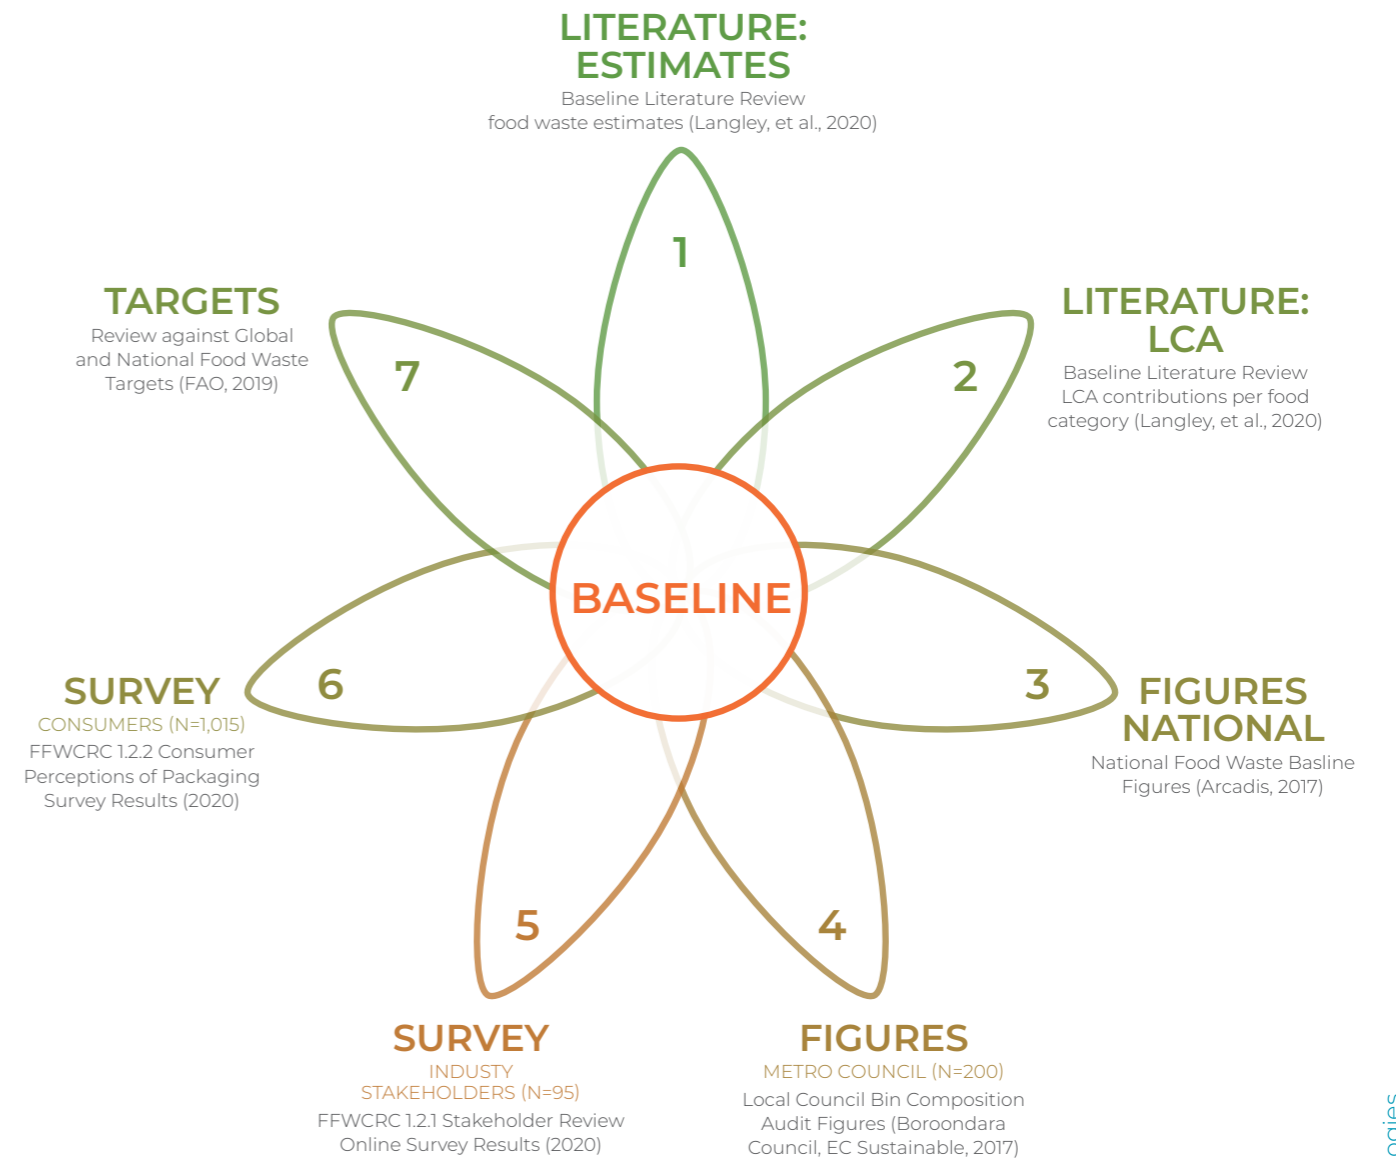 LITERATURE:
ESTIMATES
Baseline Literature Review
food waste estimates (Langley, et al., 2020)
1
LITERATURE:
LCA
Baseline Literature Review
LCA contributions per food
category (Langley, et al., 2020)
2
TARGETS
Review against Global
and National Food Waste
Targets (FAO, 2019)
7
BASELINE
SURVEY
CONSUMERS (N=1,015)
FFWCRC 1.2.2 Consumer
Perceptions of Packaging
Survey Results (2020)
6
3
FIGURES
NATIONAL
National Food Waste Basline
Figures (Arcadis, 2017)
5
4
SURVEY
INDUSTY
STAKEHOLDERS (N=95)
FFWCRC 1.2.1 Stakeholder Review
Online Survey Results (2020)
FIGURES
METRO COUNCIL (N=200)
Local Council Bin Composition
Audit Figures (Boroondara
Council, EC Sustainable, 2017)